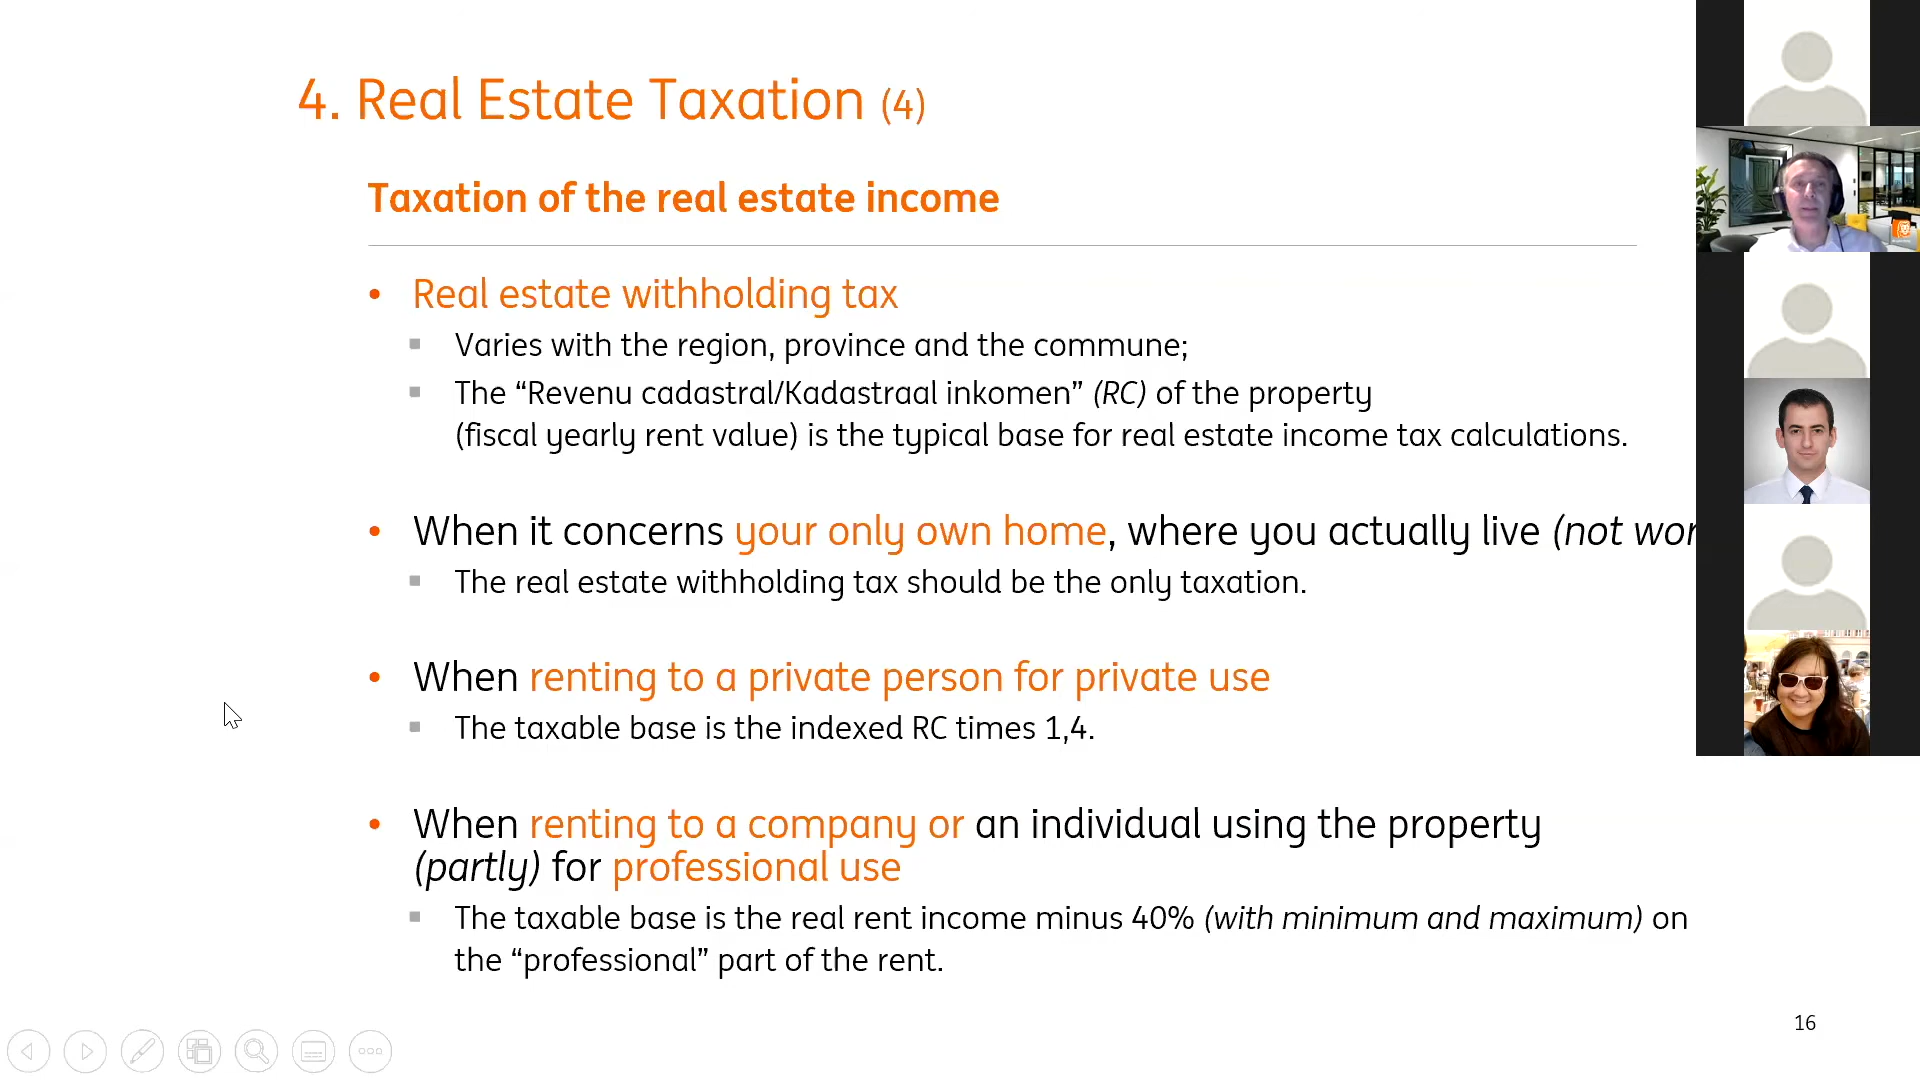 4. Real Estate Taxation (4)
Taxation of the real estate income
• Real estate withholding tax
▪ Varies with the region, province and the commune;
▪ The “Revenu cadastral/Kadastraal inkomen” (RC) of the property
(fiscal yearly rent value) is the typical base for real estate income tax calculations.
• When it concerns your only own home, where you actually live (not
▪ The real estate withholding tax should be the only taxation.
• When renting to a private person for private use
▪ The taxable base is the indexed RC times 1,4.
• When renting to a company or an individual using the property
(partly) for professional use
▪ The taxable base is the real rent income minus 40% (with minimum and maximum) on
the “professional” part of the rent.
16